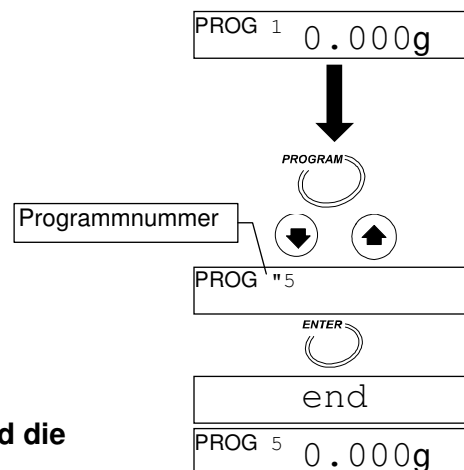 PROG 1 0.000g
PROGRAM
Programmnummer
PROG "5
ENTER
end
d die
PROG 5 0.000g